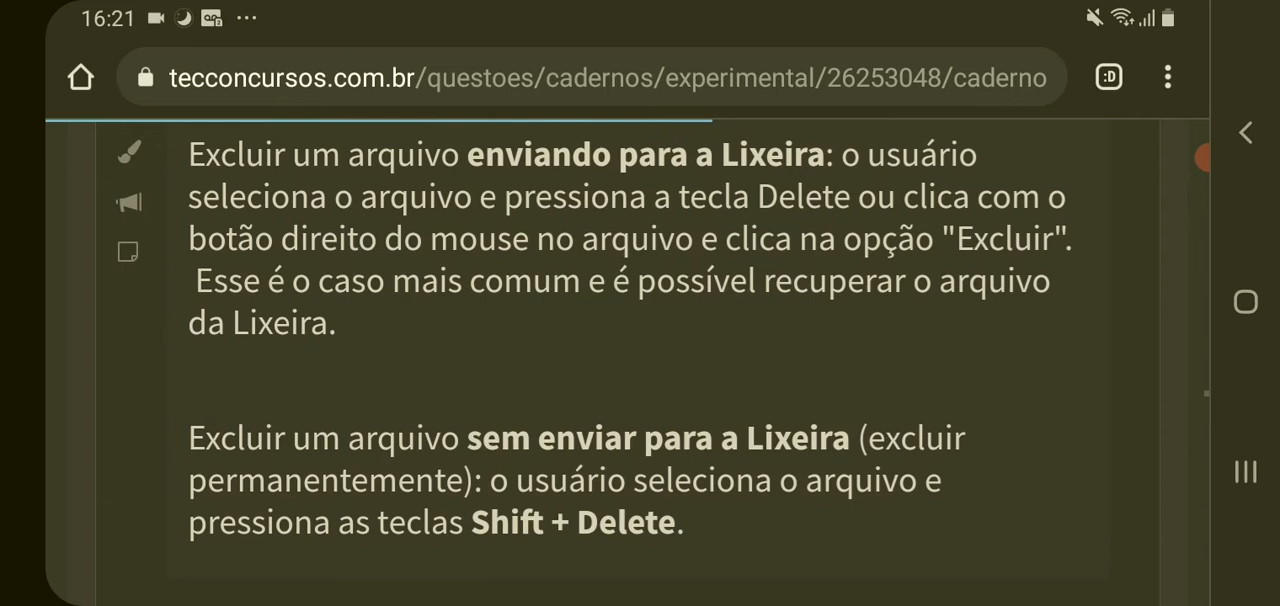 16:21
tecconcursos.com.br/questoes/cadernos/experimental/26253048/caderno
:D
Excluir um arquivo enviando para a Lixeira: o usuário
seleciona o arquivo e pressiona a tecla Delete ou clica com o
botão direito do mouse no arquivo e clica na opção "Excluir".
Esse é o caso mais comum e é possível recuperar o arquivo
da Lixeira.
Excluir um arquivo sem enviar para a Lixeira (excluir
permanentemente): o usuário seleciona o arquivo e
pressiona as teclas Shift + Delete.